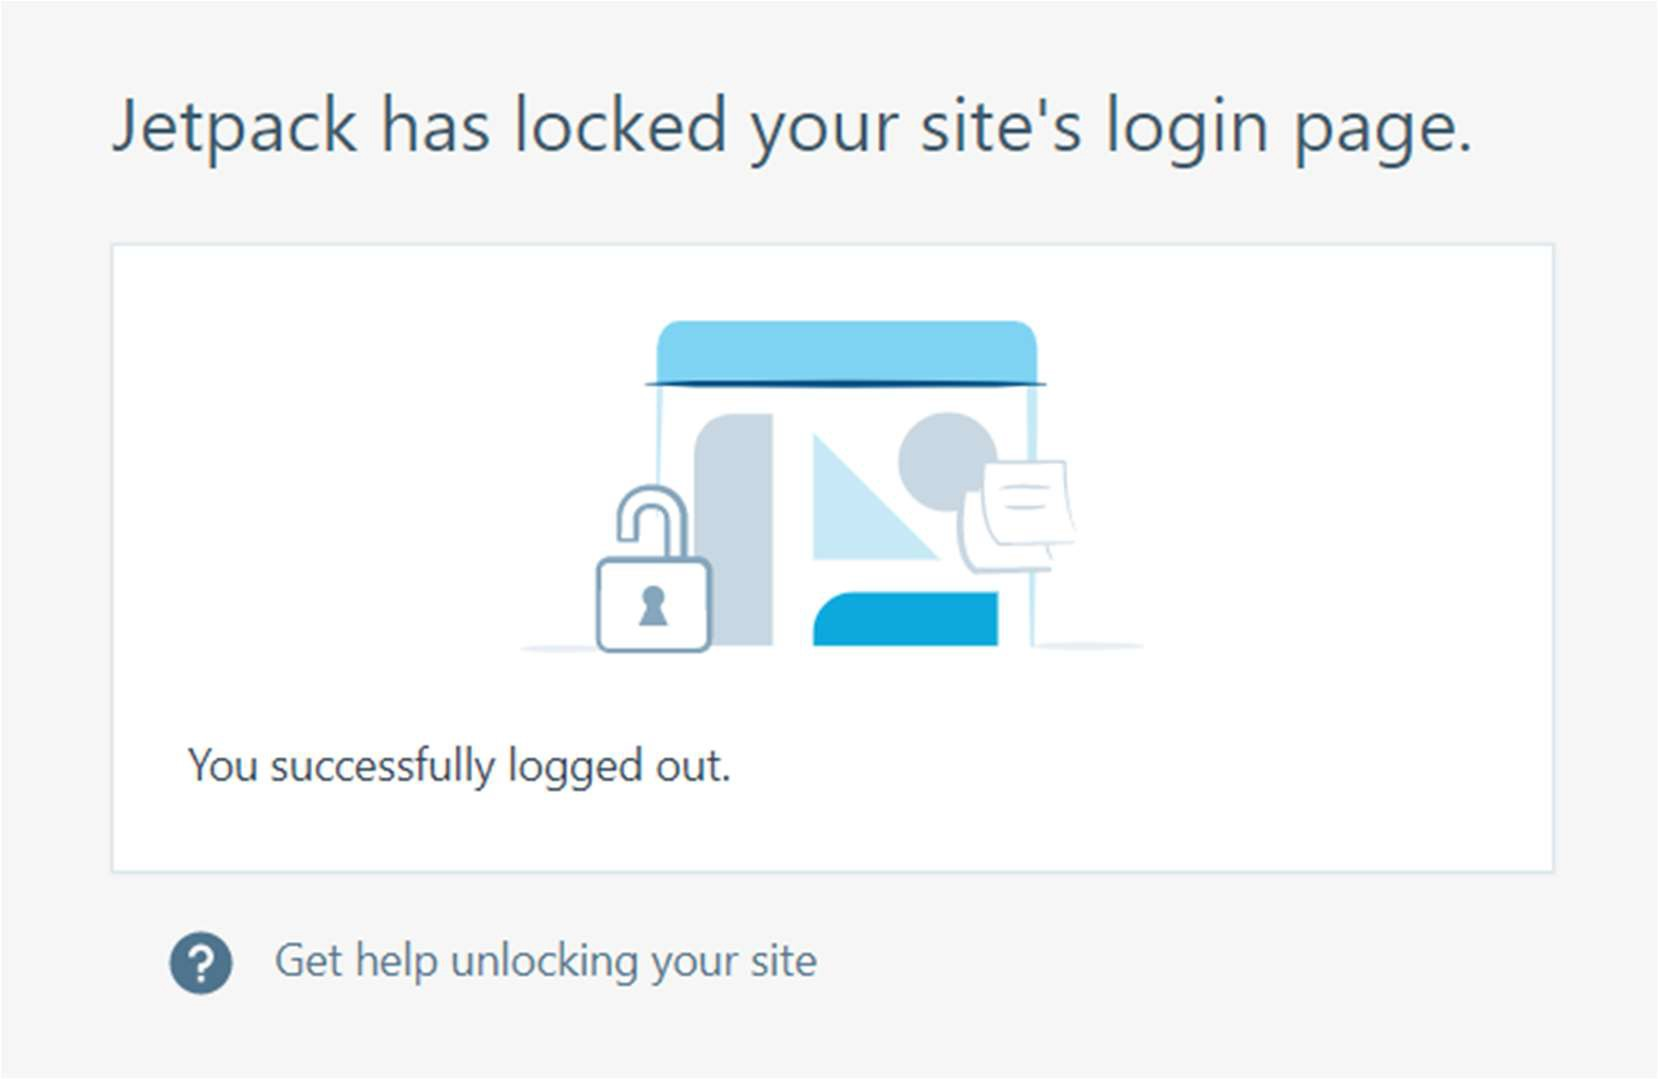 Jetpack has locked your site's login page.
You successfully logged out.
? Get help unlocking your site